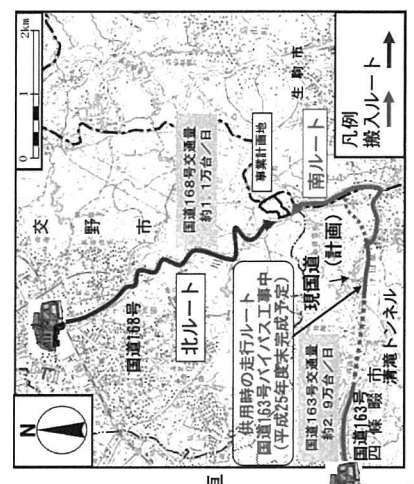 N
0 1 2km
交野市
国道168号
北ルート
国道168号交通量
約1.1万台／日
事業計画地
生駒市
南ルート
供用時の走行ルート
国道163号バイパス工事中
(平成25年度末完成予定)
現国道
(計画)
国道163号交通量
約2.9万台／日
国道163号
四條畷市
清滝トンネル
凡例
搬入ルート